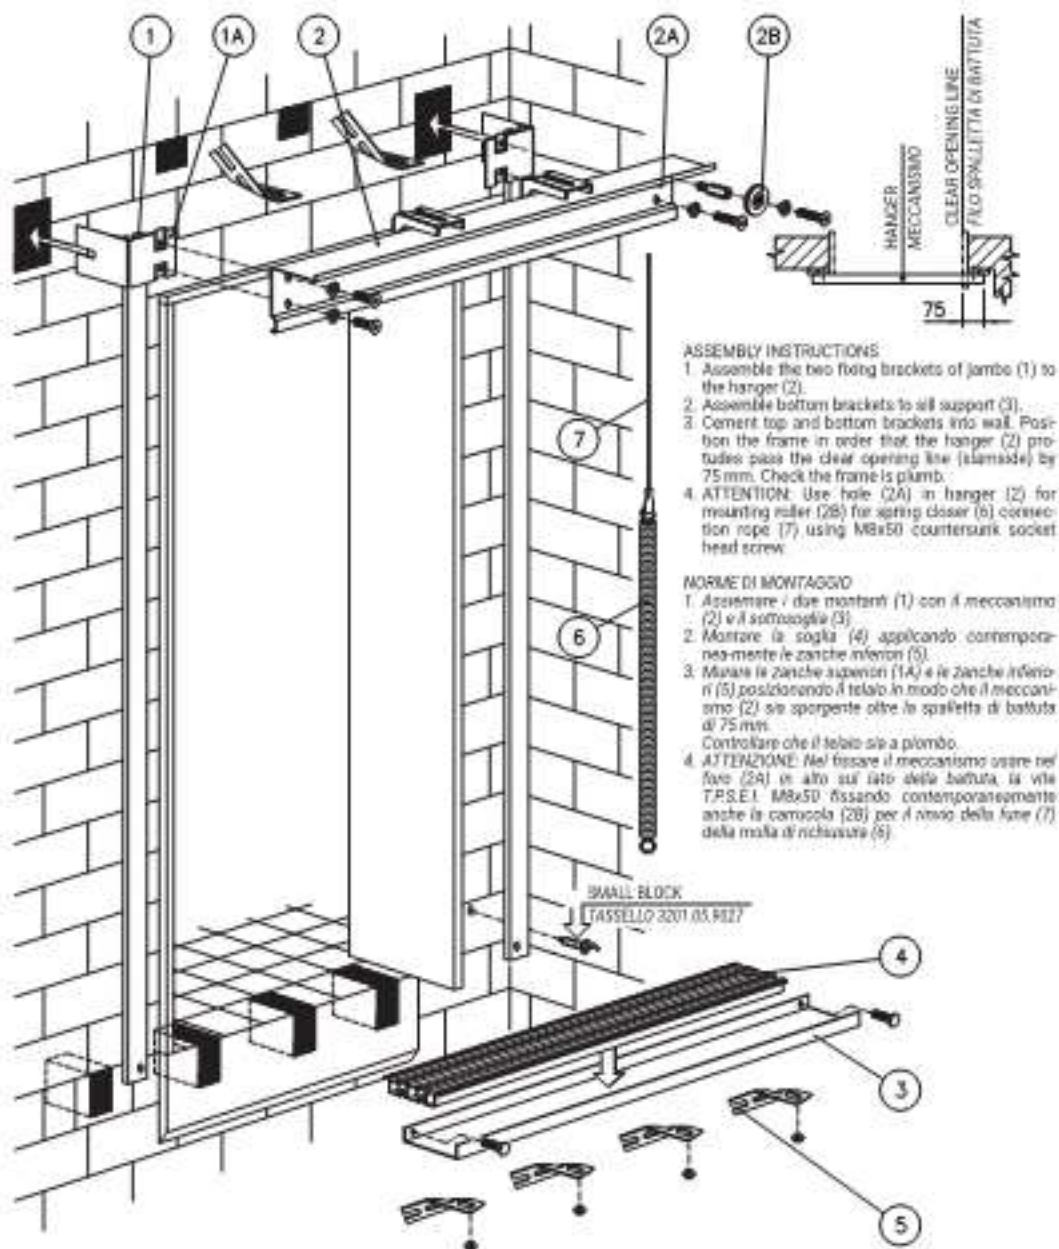 1
1A
2
2A
2B
HANGER
MECCANISMO
CLEAR OPENING LINE
FILO SPALLETTA DI BATTUTA
75
ASSEMBLY INSTRUCTIONS
1. Assemble the two fixing brackets of jambs (1) to
the hanger (2).
2. Assemble bottom brackets to sill support (3).
3. Cement top and bottom brackets into wall. Posi-
tion the frame in order that the hanger (2) pro-
tudes pass the clear opening line (slamside) by
75 mm. Check the frame is plumb.
4. ATTENTION: Use hole (2A) in hanger (2) for
mounting roller (2B) for spring closer (6) connec-
tion rope (7) using M8x50 countersunk socket
head screw.
NORME DI MONTAGGIO
1. Assiemare i due montanti (1) con il meccanismo
(2) e il sottosoglia (3)
2. Montare la soglia (4) applicando contempora-
nea-mente le zanche inferiori (5).
3. Murare le zanche superiori (1A) e le zanche inferio-
ri (5) posizionando il telaio in modo che il meccani-
smo (2) sia sporgente oltre la spalletta di battuta
di 75 mm.
Controllare che il telaio sia a piombo.
4. ATTENZIONE: Nel fissare il meccanismo usare nel
foro (2A) in alto sul lato della battuta, la vite
T.P.S.E.I. M8x50 fissando contemporaneamente
anche la carrucola (2B) per il rinvio della fune (7)
della molla di richiusura (6)
7
6
SMALL BLOCK
TASSELLO 3201.05.9027
4
3
5